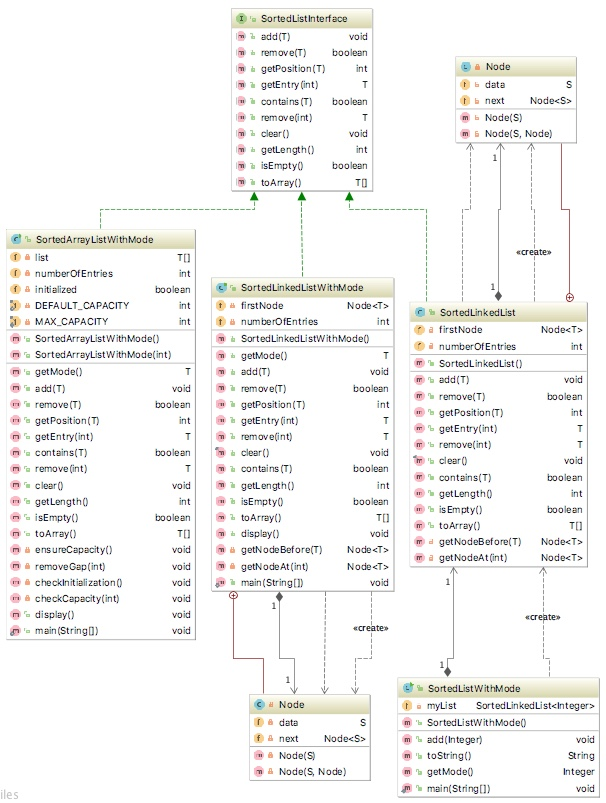 SortedListInterface
add(T) void
remove(T) boolean
getPosition(T) int
getEntry(int) T
contains(T) boolean
remove(int) T
clear() void
getLength() int
isEmpty() boolean
toArray() T[]
Node
data S
next Node<S>
Node(S)
Node(S, Node)
1
«create»
SortedArrayListWithMode
list T[]
numberOfEntries int
initialized boolean
DEFAULT_CAPACITY int
MAX_CAPACITY int
SortedArrayListWithMode()
SortedArrayListWithMode(int)
getMode() T
add(T) void
remove(T) boolean
getPosition(T) int
getEntry(int) T
contains(T) boolean
remove(int) T
clear() void
getLength() int
isEmpty() boolean
toArray() T[]
ensureCapacity() void
removeGap(int) void
checkInitialization() void
checkCapacity(int) void
display() void
main(String[]) void
SortedLinkedListWithMode
firstNode Node<T>
numberOfEntries int
SortedLinkedListWithMode()
getMode() T
add(T) void
remove(T) boolean
getPosition(T) int
getEntry(int) T
remove(int) T
clear() void
contains(T) boolean
getLength() int
isEmpty() boolean
toArray() T[]
display() void
getNodeBefore(T) Node<T>
getNodeAt(int) Node<T>
main(String[]) void
1
SortedLinkedList
firstNode Node<T>
numberOfEntries int
SortedLinkedList()
add(T) void
remove(T) boolean
getPosition(T) int
getEntry(int) T
remove(int) T
clear() void
contains(T) boolean
getLength() int
isEmpty() boolean
toArray() T[]
getNodeBefore(T) Node<T>
getNodeAt(int) Node<T>
1
1
«create»
1
«create»
1
1
Node
data S
next Node<S>
Node(S)
Node(S, Node)
SortedListWithMode
myList SortedLinkedList<Integer>
SortedListWithMode()
add(Integer) void
toString() String
getMode() Integer
main(String[]) void
iles